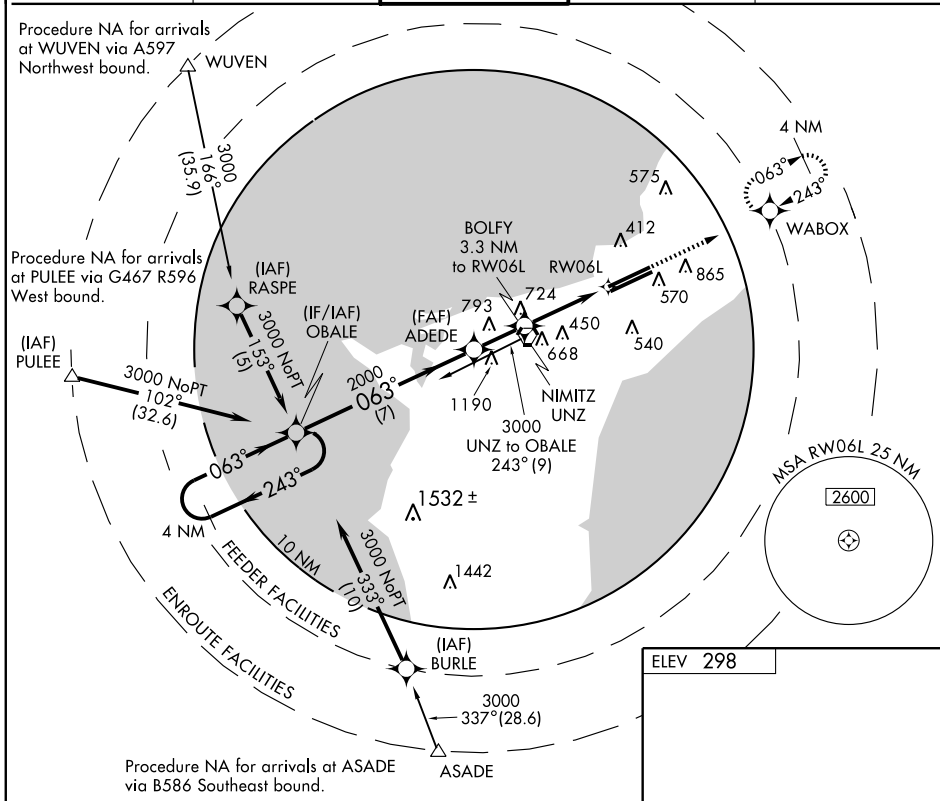 Procedure NA for arrivals
at WUVEN via A597
Northwest bound.
WUVEN
3000
166°
(35.9)
4 NM
063°
243°
WABOX
575
412
BOLFY
3.3 NM
to RW06L
RW06L
865
570
Procedure NA for arrivals
at PULEE via G467 R596
West bound.
(IAF)
RASPE
(IF/IAF)
OBALE
(FAF)
ADEDE
793
724
450
668
540
(IAF)
PULEE
3000 NoPT
102°
(32.6)
3000 NoPT
153°
(5)
2000
063°
(7)
1190
NIMITZ
UNZ
3000
UNZ to OBALE
243° (9)
063°
243°
4 NM
MSA RW06L 25 NM
2600
1532 ±
1442
10 NM
FEEDER FACILITIES
ENROUTE FACILITIES
3000 NoPT
333°
(10)
(IAF)
BURLE
3000
337° (28.6)
ASADE
ELEV 298
Procedure NA for arrivals at ASADE
via B586 Southeast bound.